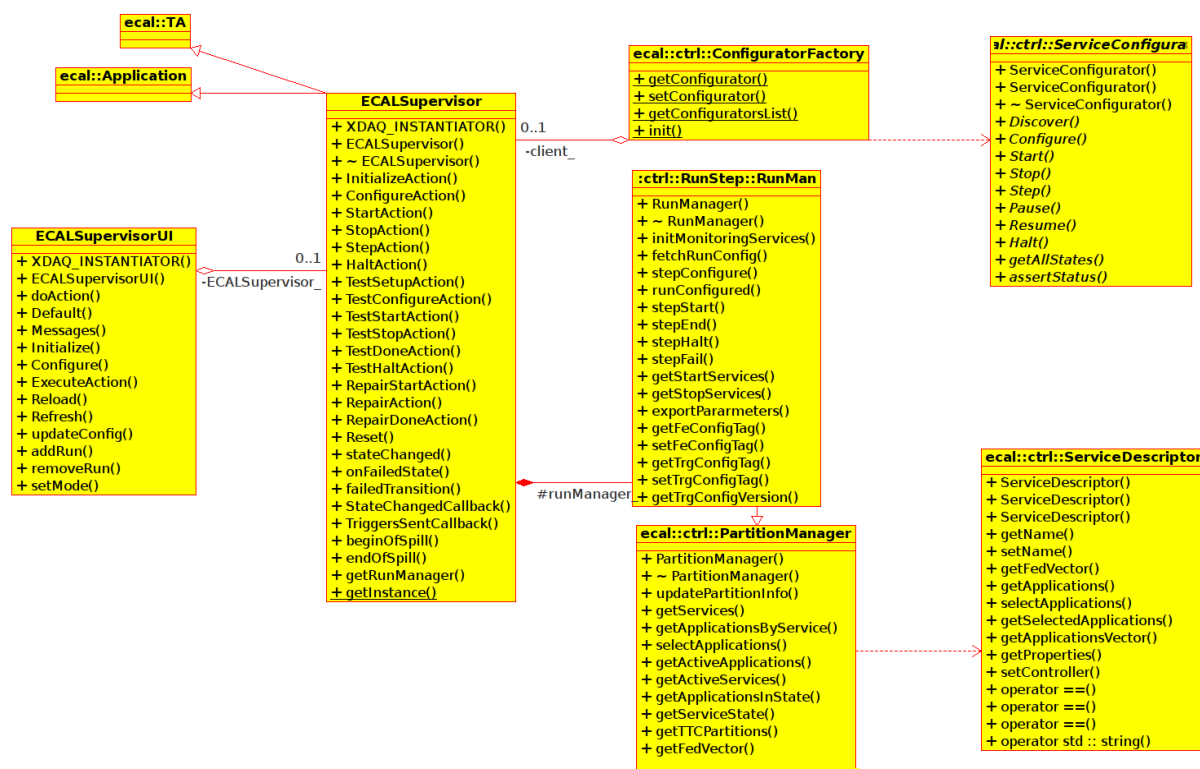 ecal::TA
ecal::Application
ECALSupervisor
+ XDAQ_INSTANTIATOR()
+ ECALSupervisor()
+ ~ ECALSupervisor()
+ InitializeAction()
+ ConfigureAction()
+ StartAction()
+ StopAction()
+ StepAction()
+ HaltAction()
+ TestSetupAction()
+ TestConfigureAction()
+ TestStartAction()
+ TestStopAction()
+ TestDoneAction()
+ TestHaltAction()
+ RepairStartAction()
+ RepairAction()
+ RepairDoneAction()
+ Reset()
+ stateChanged()
+ onFailedState()
+ failedTransition()
+ StateChangedCallback()
+ TriggersSentCallback()
+ beginOfSpill()
+ endOfSpill()
+ getRunManager()
+ getInstance()
ECALSupervisorUI
+ XDAQ_INSTANTIATOR()
+ ECALSupervisorUI()
+ doAction()
+ Default()
+ Messages()
+ Initialize()
+ Configure()
+ ExecuteAction()
+ Reload()
+ Refresh()
+ updateConfig()
+ addRun()
+ removeRun()
+ setMode()
0..1
-ECALSupervisor_
0..1
-client_
#runManager_
ecal::ctrl::ConfiguratorFactory
+ getConfigurator()
+ setConfigurator()
+ getConfiguratorsList()
+ init()
:ctrl::RunStep::RunMan
+ RunManager()
+ ~ RunManager()
+ initMonitoringServices()
+ fetchRunConfig()
+ stepConfigure()
+ runConfigured()
+ stepStart()
+ stepEnd()
+ stepHalt()
+ stepFail()
+ getStartServices()
+ getStopServices()
+ exportPararmeters()
+ getFeConfigTag()
+ setFeConfigTag()
+ getTrgConfigTag()
+ setTrgConfigTag()
+ getTrgConfigVersion()
ecal::ctrl::PartitionManager
+ PartitionManager()
+ ~ PartitionManager()
+ updatePartitionInfo()
+ getServices()
+ getApplicationsByService()
+ selectApplications()
+ getActiveApplications()
+ getActiveServices()
+ getApplicationsInState()
+ getServiceState()
+ getTTCPartitions()
+ getFedVector()
al::ctrl::ServiceConfigura
+ ServiceConfigurator()
+ ServiceConfigurator()
+ ~ ServiceConfigurator()
+ Discover()
+ Configure()
+ Start()
+ Stop()
+ Step()
+ Pause()
+ Resume()
+ Halt()
+ getAllStates()
+ assertStatus()
ecal::ctrl::ServiceDescriptor
+ ServiceDescriptor()
+ ServiceDescriptor()
+ ServiceDescriptor()
+ getName()
+ setName()
+ getFedVector()
+ getApplications()
+ selectApplications()
+ getSelectedApplications()
+ getApplicationsVector()
+ getProperties()
+ setController()
+ operator ==()
+ operator ==()
+ operator ==()
+ operator std :: string()